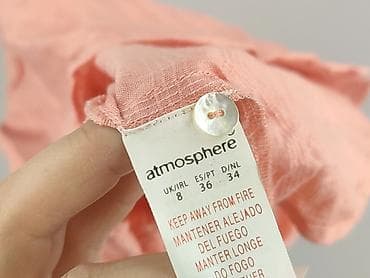 atmosphere
UK/IRL ES/PT D/NL
8 36 34
KEEP AWAY FROM FIRE
MANTENER ALEJADO
DEL FUEGO
MANTER LONGE
DO FOGO